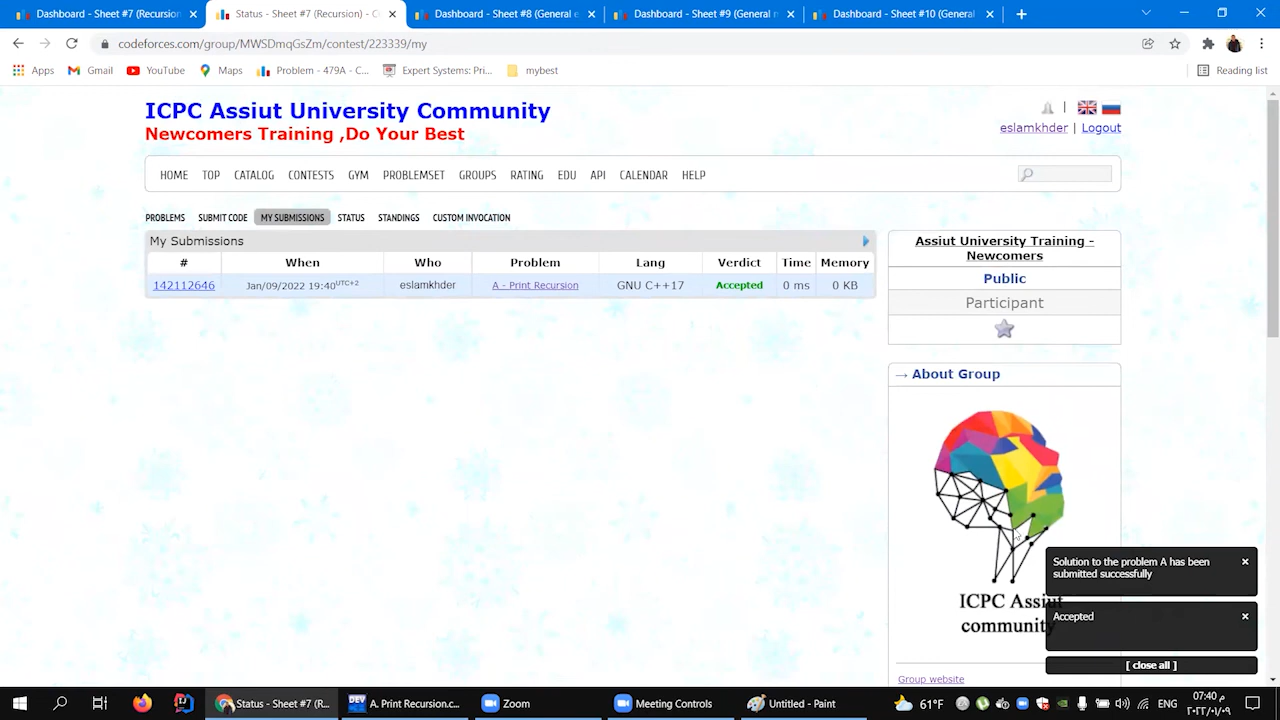 Dashboard - Sheet #7 (Recursion)
Status - Sheet #7 (Recursion) - C
Dashboard - Sheet #8 (General e
Dashboard - Sheet #9 (General n
Dashboard - Sheet #10 (General
codeforces.com/group/MWSDmqGsZm/contest/223339/my
Apps
Gmail
YouTube
Maps
Problem - 479A - C...
Expert Systems: Pri...
mybest
Reading list
ICPC Assiut University Community
Newcomers Training ,Do Your Best
eslamkhder | Logout
HOME TOP CATALOG CONTESTS GYM PROBLEMSET GROUPS RATING EDU API CALENDAR HELP
PROBLEMS SUBMIT CODE MY SUBMISSIONS STATUS STANDINGS CUSTOM INVOCATION
My Submissions
# When Who Problem Lang Verdict Time Memory
142112646 Jan/09/2022 19:40UTC+2 eslamkhder A - Print Recursion GNU C++17 Accepted 0 ms 0 KB
Assiut University Training -
Newcomers
Public
Participant
→ About Group
ICPC Assiut
community
Group website
Solution to the problem A has been
submitted successfully
Accepted
[ close all ]
Status - Sheet #7 (R...
DEV
A. Print Recursion.c...
Zoom
Meeting Controls
Untitled - Paint
61°F
ENG
07:40 م
٢٠٢٢/٠١/٠٩